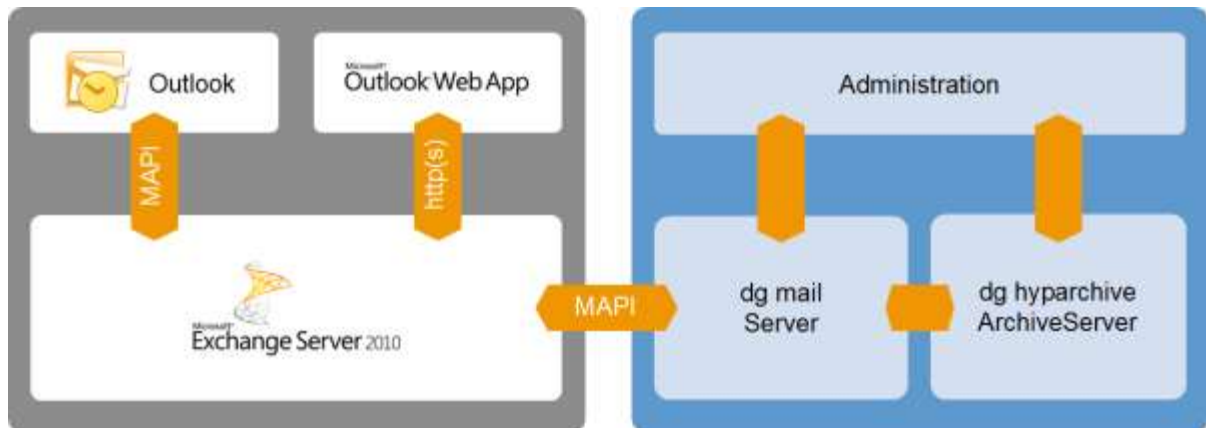 Outlook
Microsoft®
Outlook Web App
Administration
MAPI
http(s)
Microsoft®
Exchange Server 2010
MAPI
dg mail
Server
dg hyparchive
ArchiveServer